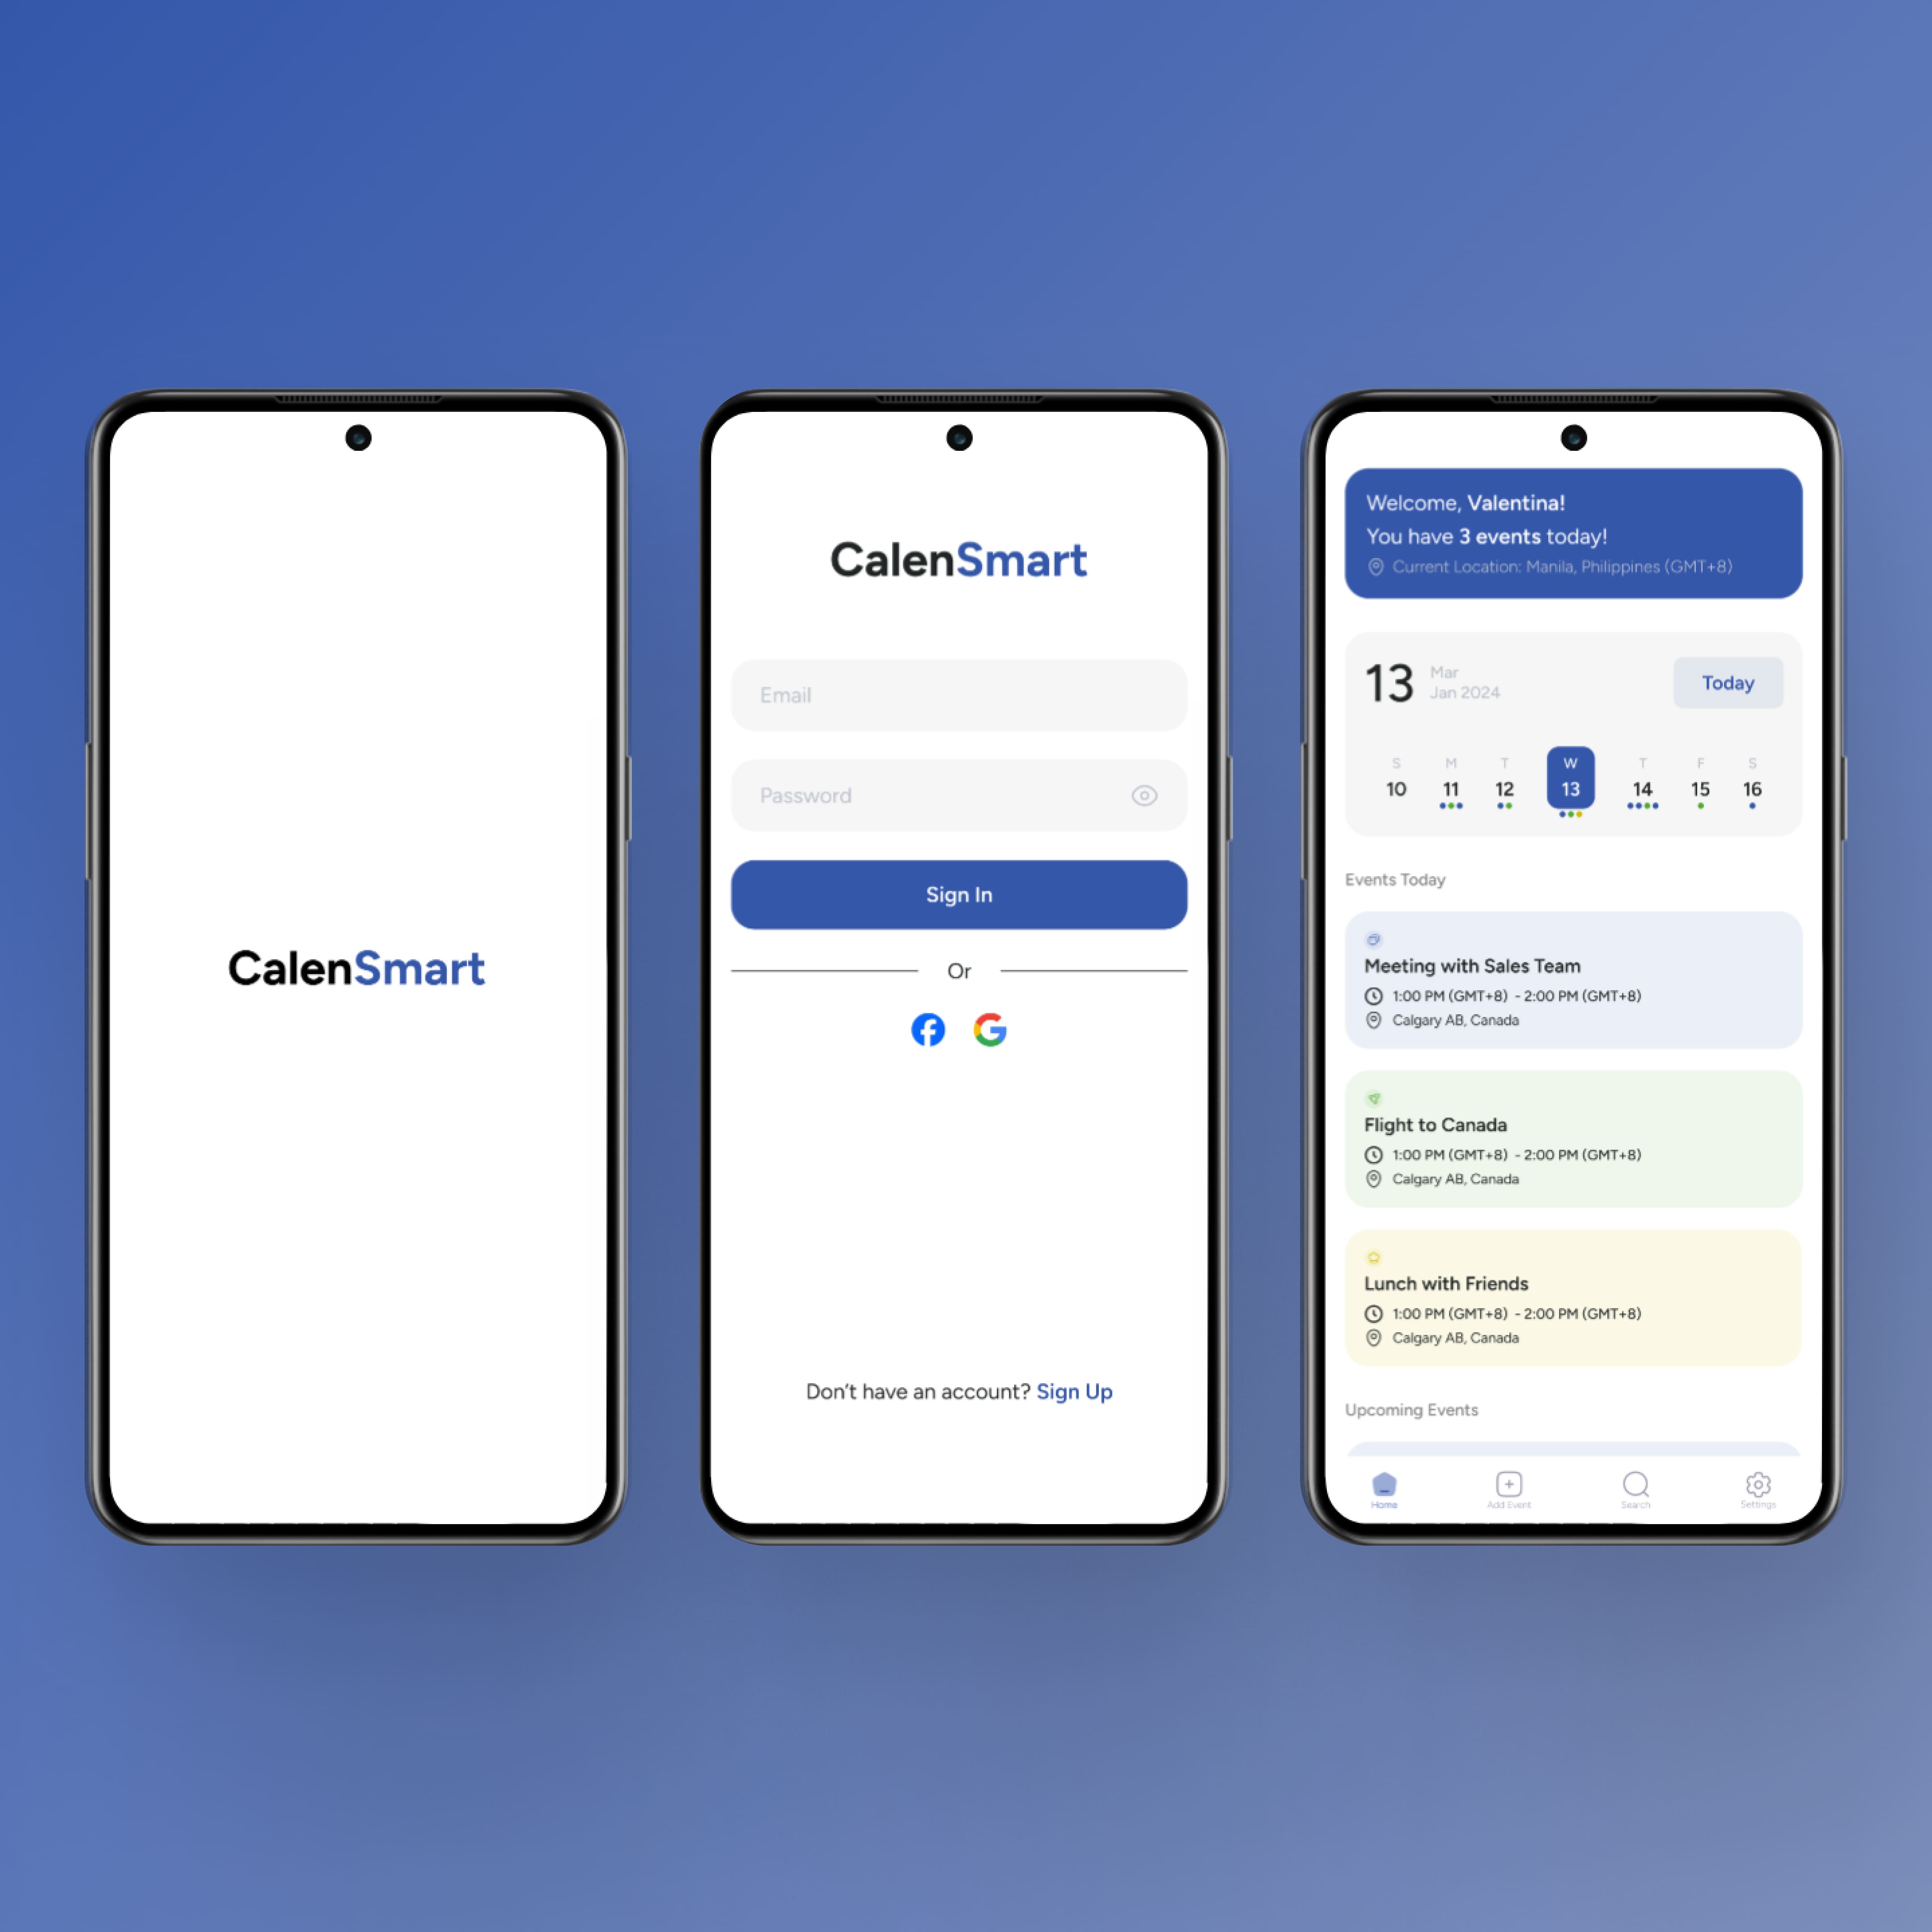 CalenSmart
CalenSmart
Email
Password
Sign In
Or
Don't have an account? Sign Up
Welcome, Valentina!
You have 3 events today!
Current Location: Manila, Philippines (GMT+8)
13
Mar
Jan 2024
Today
S M T W T F S
10 11 12 13 14 15 16
Events Today
Meeting with Sales Team
1:00 PM (GMT+8) - 2:00 PM (GMT+8)
Calgary AB, Canada
Flight to Canada
1:00 PM (GMT+8) - 2:00 PM (GMT+8)
Calgary AB, Canada
Lunch with Friends
1:00 PM (GMT+8) - 2:00 PM (GMT+8)
Calgary AB, Canada
Upcoming Events
Home Add Event Search Settings